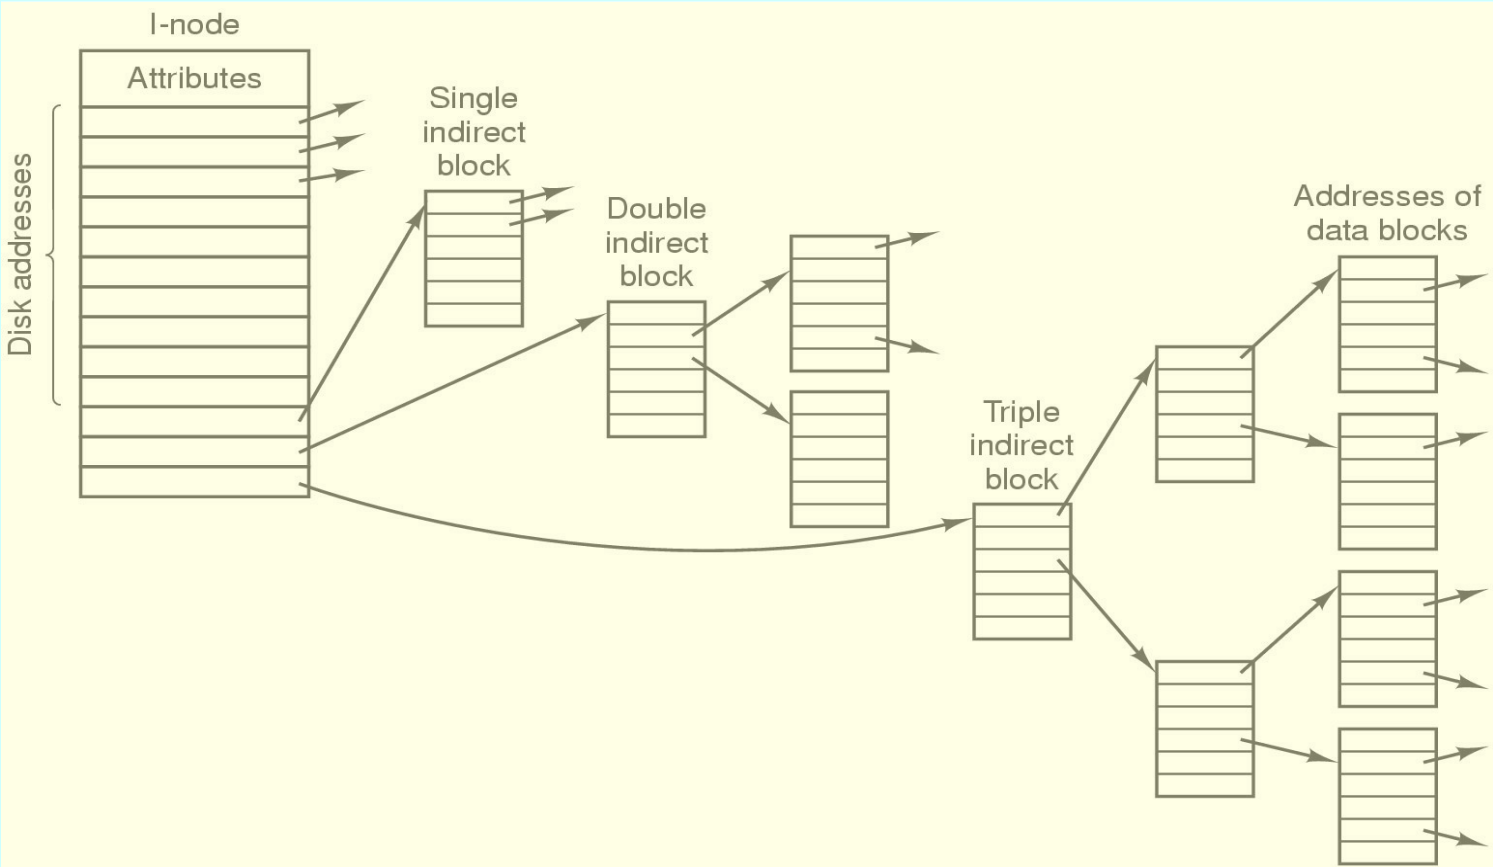 I-node
Attributes
Disk addresses
Single
indirect
block
Double
indirect
block
Triple
indirect
block
Addresses of
data blocks